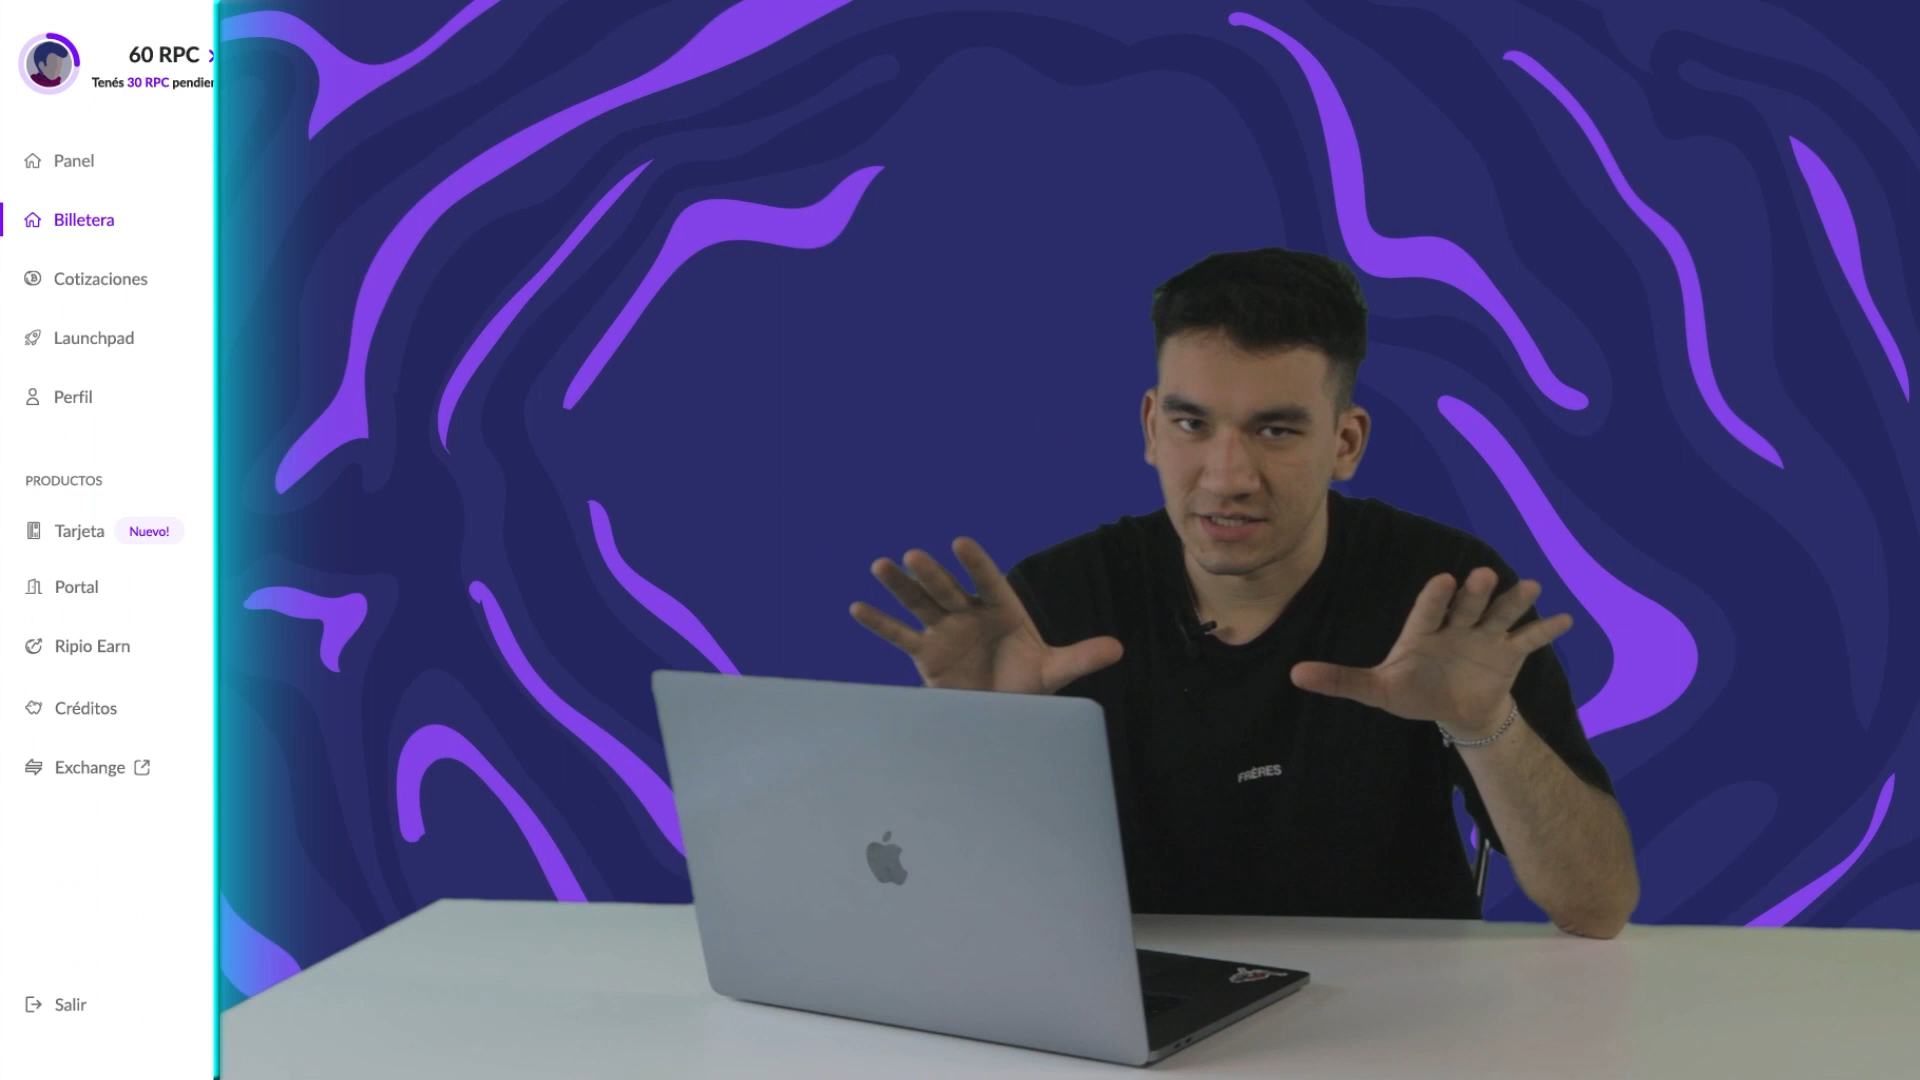 60 RPC
Tenés 30 RPC
Panel
Billetera
Cotizaciones
Launchpad
Perfil
PRODUCTOS
Tarjeta Nuevo!
Portal
Ripio Earn
Créditos
Exchange
Salir
FRÈRES